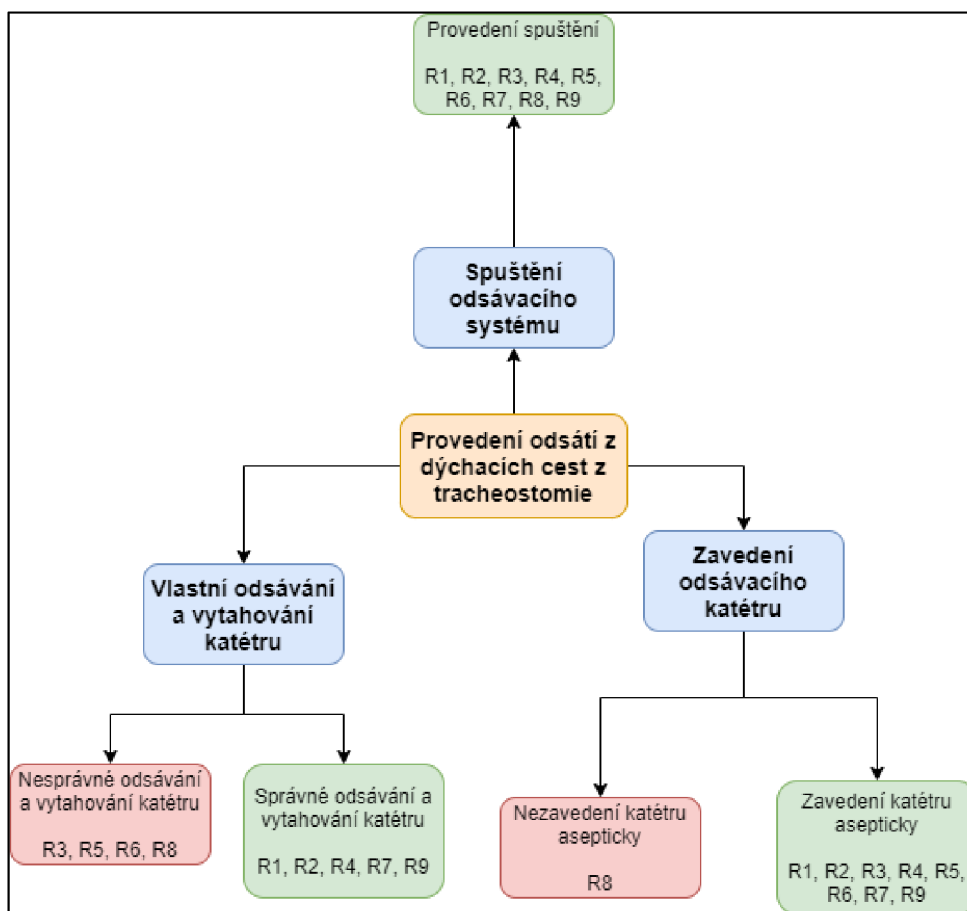 Provedení spuštění
R1, R2, R3, R4, R5,
R6, R7, R8, R9
Spuštění
odsávacího
systému
Provedení odsátí z
dýchacích cest z
tracheostomie
Vlastní odsávání
a vytahování
katétru
Zavedení
odsávacího
katétru
Nesprávné odsávání
a vytahování katétru
R3, R5, R6, R8
Správné odsávání a
vytahování katétru
R1, R2, R4, R7, R9
Nezavedení katétru
asepticky
R8
Zavedení katétru
asepticky
R1, R2, R3, R4, R5,
R6, R7, R9